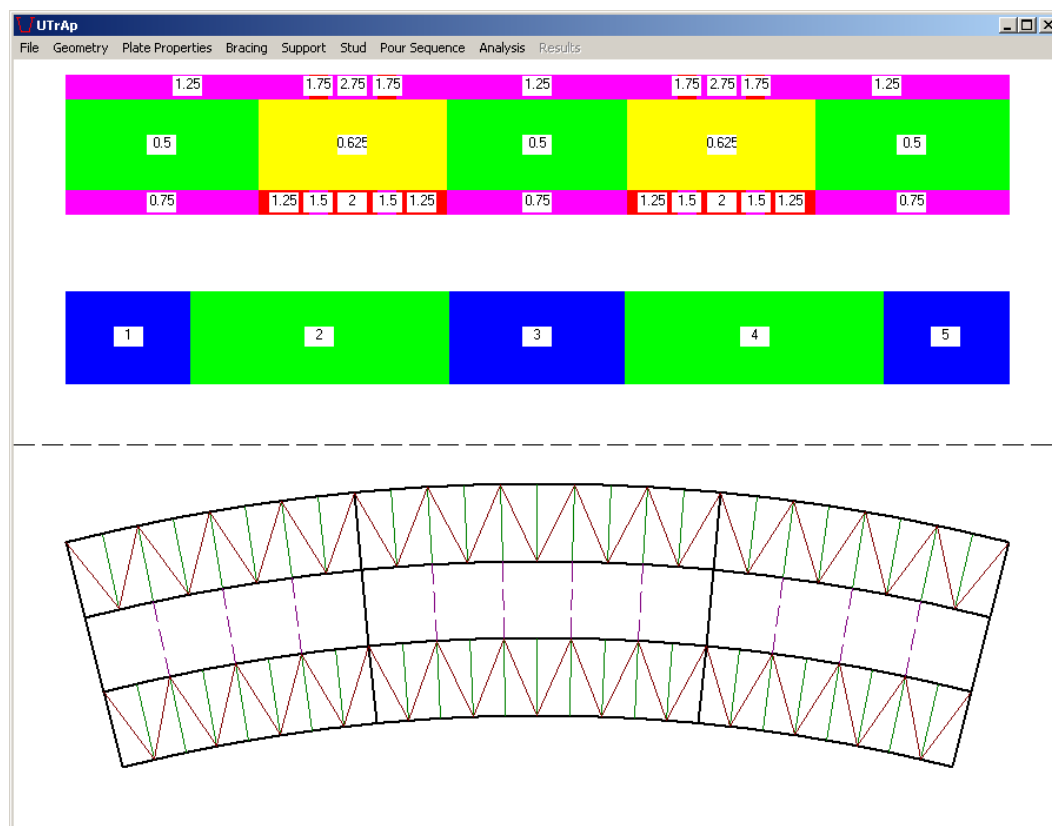 UTrAp
File Geometry Plate Properties Bracing Support Stud Pour Sequence Analysis Results
1.25 1.75 2.75 1.75 1.25 1.75 2.75 1.75 1.25
0.5 0.625 0.5 0.625 0.5
0.75 1.25 1.5 2 1.5 1.25 0.75 1.25 1.5 2 1.5 1.25 0.75
1 2 3 4 5